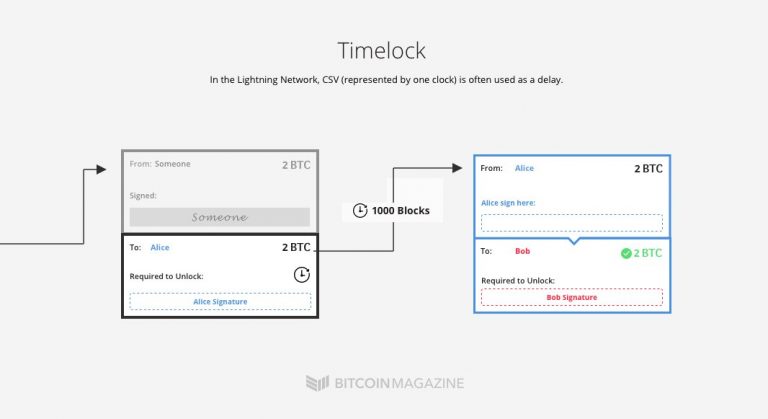 Timelock
In the Lightning Network, CSV (represented by one clock) is often used as a delay.
From: Someone 2 BTC
Signed:
Someone
To: Alice 2 BTC
Required to Unlock:
Alice Signature
1000 Blocks
From: Alice 2 BTC
Alice sign here:
To: Bob 2 BTC
Required to Unlock:
Bob Signature
BITCOINMAGAZINE